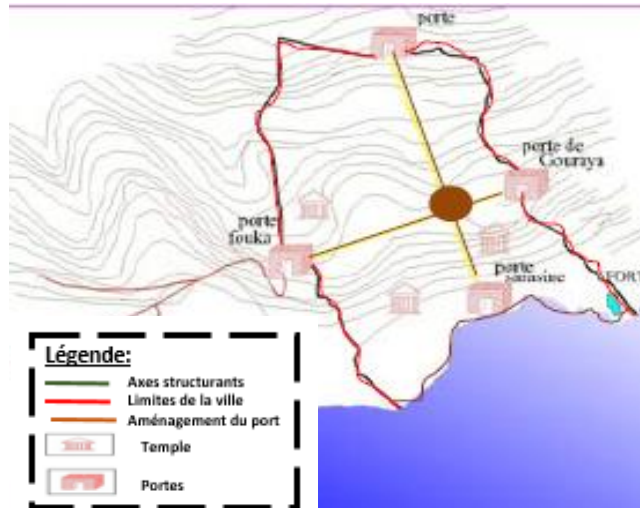 porte
porte de
Gouraya
porte
fouka
porte
sarasine
FORT
Légende:
Axes structurants
Limites de la ville
Aménagement du port
Temple
Portes